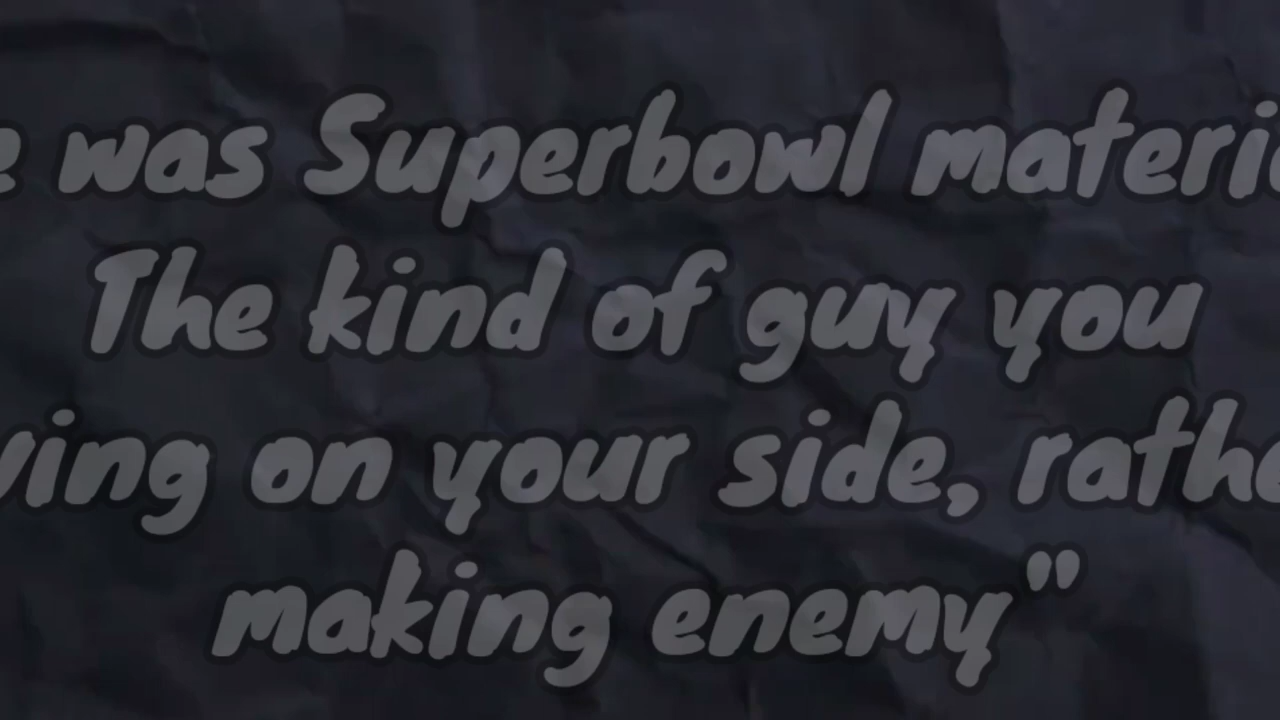 was Superbowl
The kind of guy you
on your side,
making enemy"